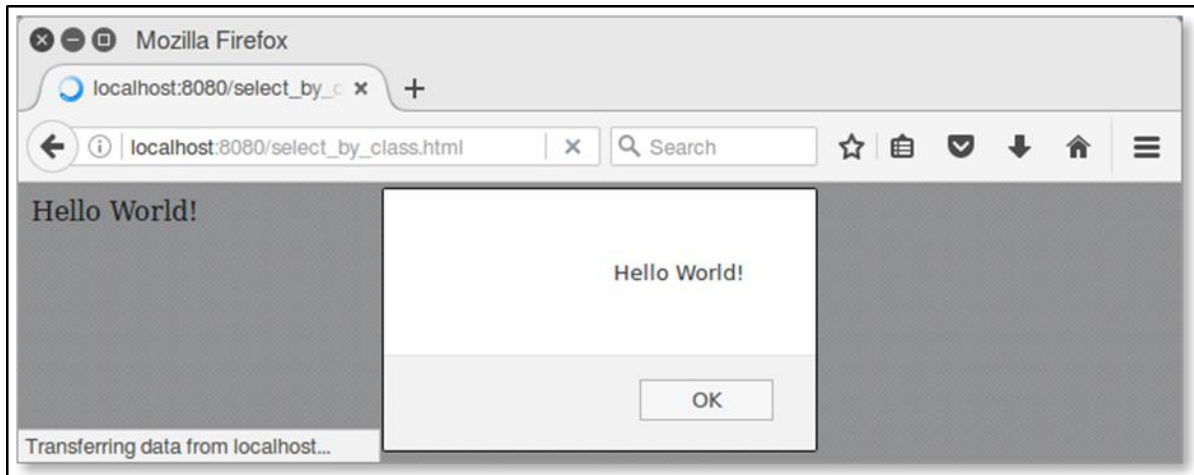 Mozilla Firefox
localhost:8080/select_by_c
localhost:8080/select_by_class.html
Search
Hello World!
Hello World!
OK
Transferring data from localhost...